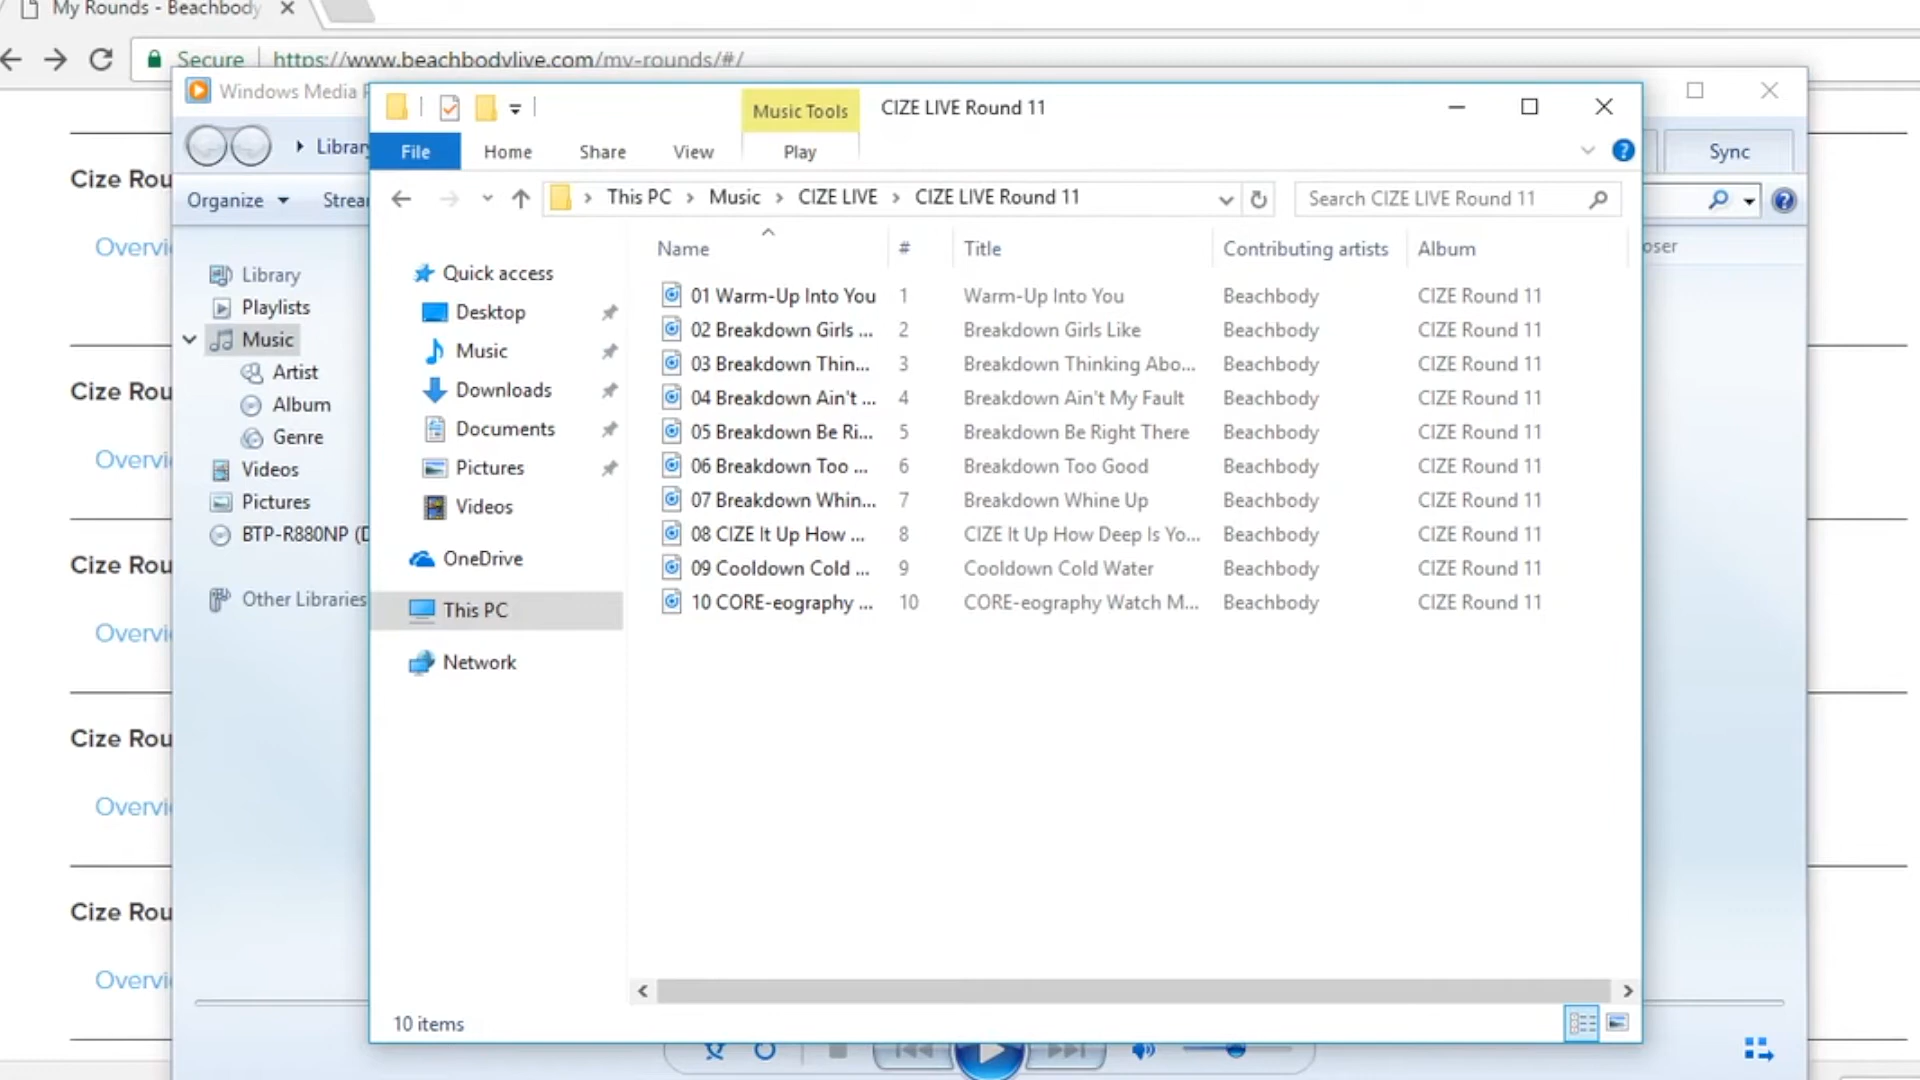 My Rounds - Beachbody
Secure
https://www.beachbodylive.com/my-rounds/#/
Windows Media
Music Tools
CIZE LIVE Round 11
File
Home
Share
View
Play
Sync
This PC
Music
CIZE LIVE
CIZE LIVE Round 11
Search CIZE LIVE Round 11
Organize
Library
Playlists
Music
Artist
Album
Genre
Videos
Pictures
BTP-R880NP (D
Other Libraries
Quick access
Desktop
Music
Downloads
Documents
Pictures
Videos
OneDrive
This PC
Network
Name # Title Contributing artists Album
01 Warm-Up Into You 1 Warm-Up Into You Beachbody CIZE Round 11
02 Breakdown Girls ... 2 Breakdown Girls Like Beachbody CIZE Round 11
03 Breakdown Thin... 3 Breakdown Thinking Abo... Beachbody CIZE Round 11
04 Breakdown Ain't ... 4 Breakdown Ain't My Fault Beachbody CIZE Round 11
05 Breakdown Be Ri... 5 Breakdown Be Right There Beachbody CIZE Round 11
06 Breakdown Too ... 6 Breakdown Too Good Beachbody CIZE Round 11
07 Breakdown Whin... 7 Breakdown Whine Up Beachbody CIZE Round 11
08 CIZE It Up How ... 8 CIZE It Up How Deep Is Yo... Beachbody CIZE Round 11
09 Cooldown Cold ... 9 Cooldown Cold Water Beachbody CIZE Round 11
10 CORE-eography ... 10 CORE-eography Watch M... Beachbody CIZE Round 11
10 items
Cize Rou
Overvi
Cize Rou
Overvi
Cize Rou
Overvi
Cize Rou
Overvi
Cize Rou
Overvi